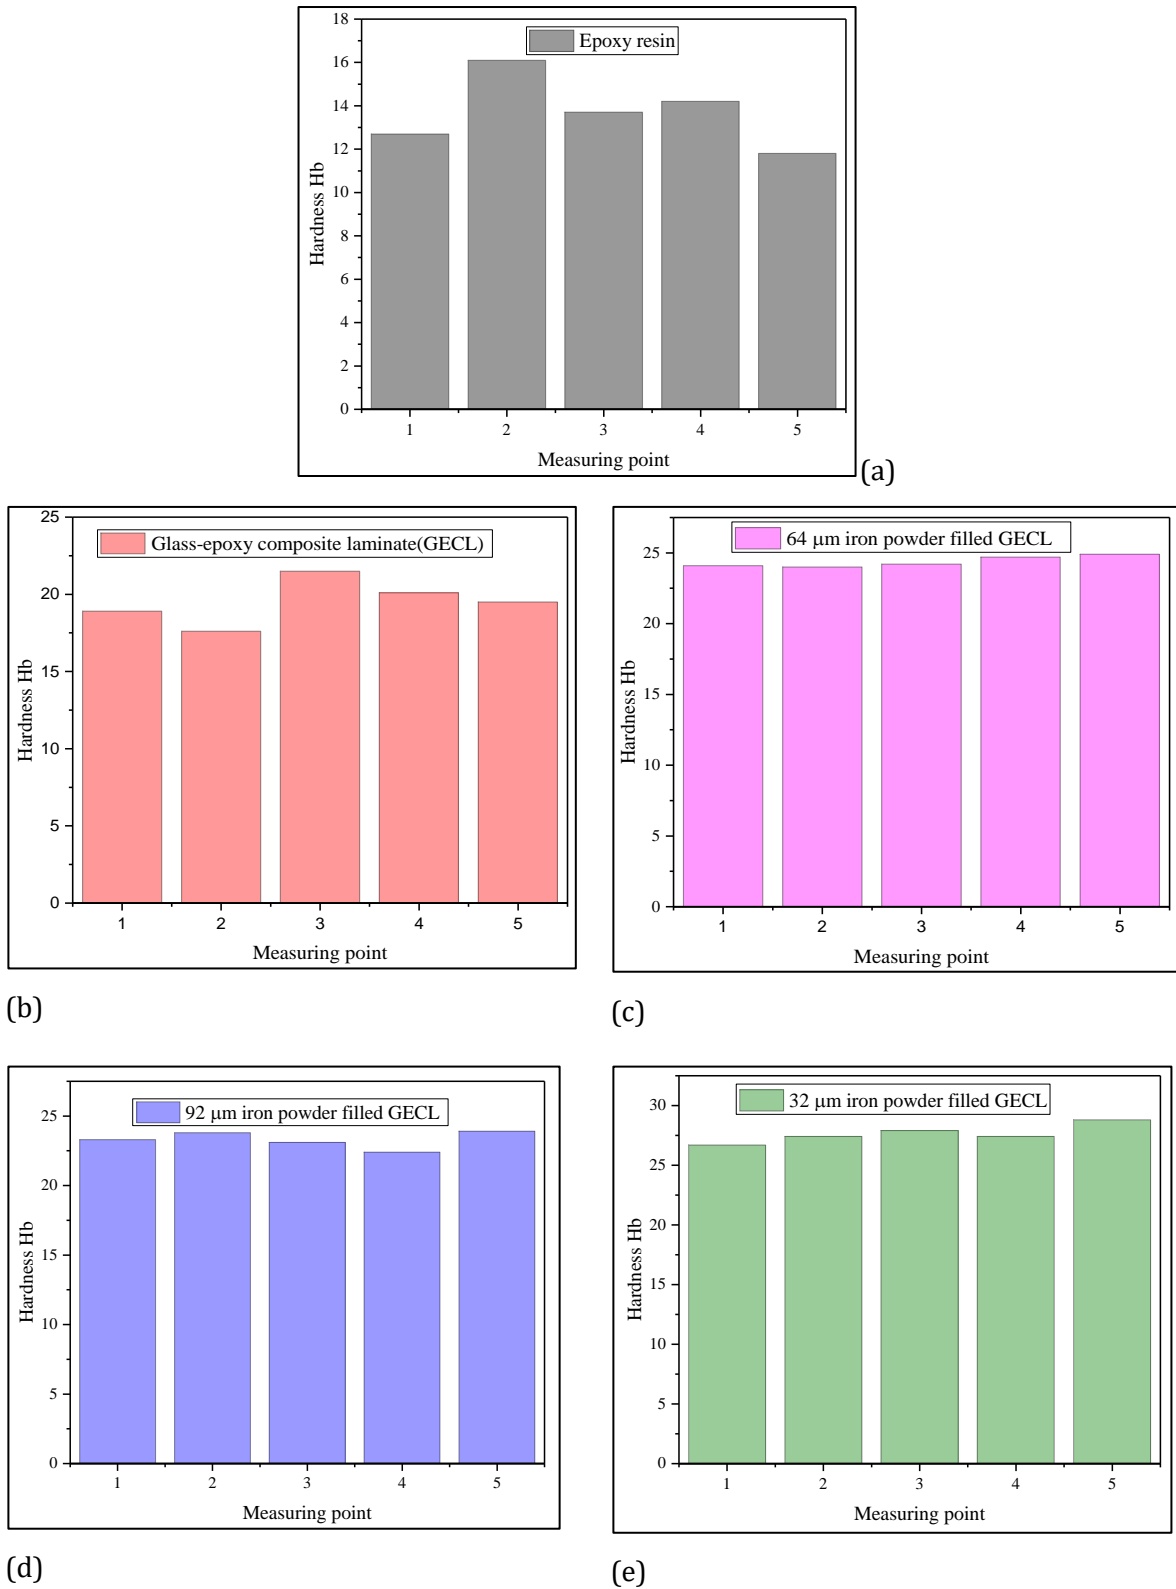 Epoxy resin
18
16
14
12
10
8
6
4
2
0
Hardness Hb
1 2 3 4 5
Measuring point
(a)
Glass-epoxy composite laminate(GECL)
25
20
15
10
5
0
Hardness Hb
1 2 3 4 5
Measuring point
(b)
64 μm iron powder filled GECL
25
20
15
10
5
0
Hardness Hb
1 2 3 4 5
Measuring point
(c)
92 μm iron powder filled GECL
25
20
15
10
5
0
Hardness Hb
1 2 3 4 5
Measuring point
(d)
32 μm iron powder filled GECL
30
25
20
15
10
5
0
Hardness Hb
1 2 3 4 5
Measuring point
(e)